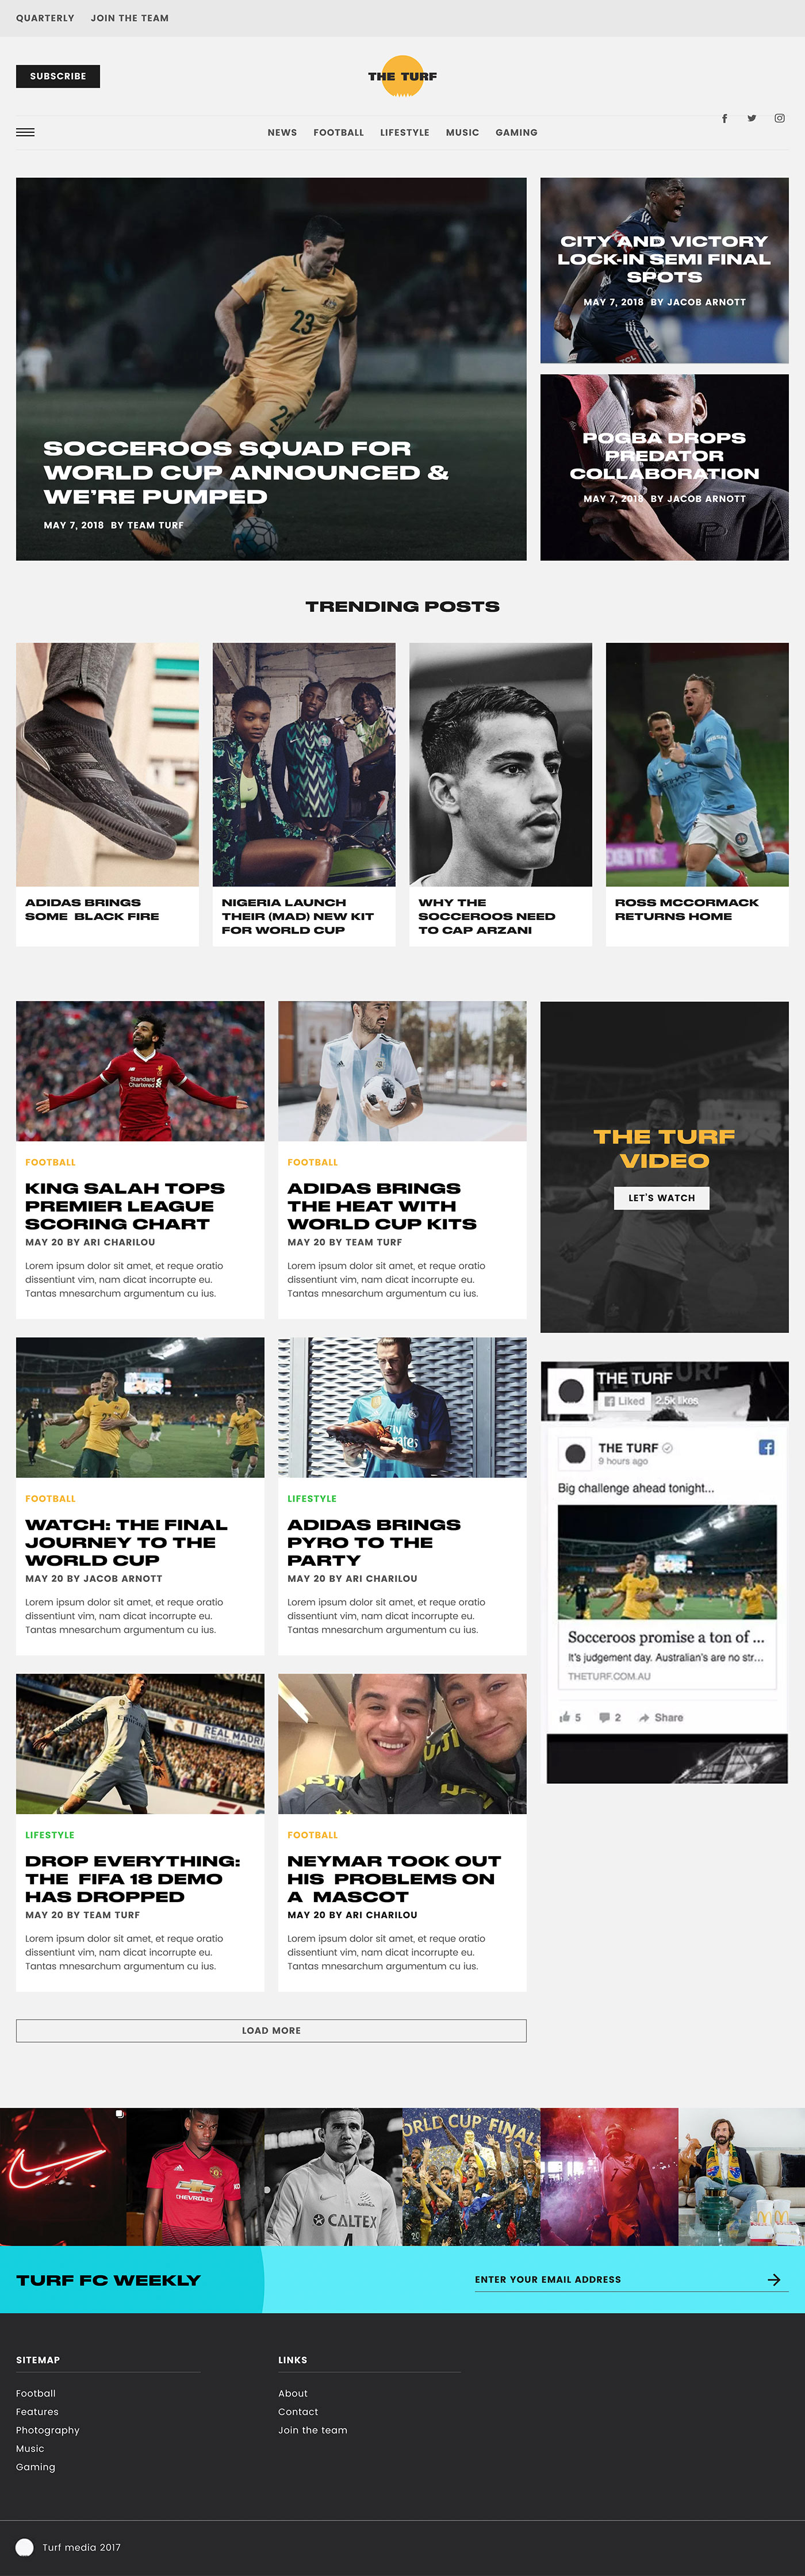 QUARTERLY JOIN THE TEAM
SUBSCRIBE
THE TURF
NEWS FOOTBALL LIFESTYLE MUSIC GAMING
23
SOCCEROOS SQUAD FOR
WORLD CUP ANNOUNCED &
WE'RE PUMPED
MAY 7, 2018 BY TEAM TURF
CITY AND VICTORY
LOCK-IN SEMI FINAL
SPOTS
MAY 7, 2018 BY JACOB ARNOTT
TCL
POGBA DROPS
PREDATOR
COLLABORATION
MAY 7, 2018 BY JACOB ARNOTT
TRENDING POSTS
ADIDAS BRINGS
SOME BLACK FIRE
NIGERIA LAUNCH
THEIR (MAD) NEW KIT
FOR WORLD CUP
WHY THE
SOCCEROOS NEED
TO CAP ARZANI
ROSS MCCORMACK
RETURNS HOME
Standard
Chartered
FOOTBALL
KING SALAH TOPS
PREMIER LEAGUE
SCORING CHART
MAY 20 BY ARI CHARILOU
Lorem ipsum dolor sit amet, et reque oratio
dissentiunt vim, nam dicat incorrupte eu.
Tantas mnesarchum argumentum cu ius.
FOOTBALL
ADIDAS BRINGS
THE HEAT WITH
WORLD CUP KITS
MAY 20 BY TEAM TURF
Lorem ipsum dolor sit amet, et reque oratio
dissentiunt vim, nam dicat incorrupte eu.
Tantas mnesarchum argumentum cu ius.
THE TURF
VIDEO
LET'S WATCH
FOOTBALL
WATCH: THE FINAL
JOURNEY TO THE
WORLD CUP
MAY 20 BY JACOB ARNOTT
Lorem ipsum dolor sit amet, et reque oratio
dissentiunt vim, nam dicat incorrupte eu.
Tantas mnesarchum argumentum cu ius.
LIFESTYLE
ADIDAS BRINGS
PYRO TO THE
PARTY
MAY 20 BY ARI CHARILOU
Lorem ipsum dolor sit amet, et reque oratio
dissentiunt vim, nam dicat incorrupte eu.
Tantas mnesarchum argumentum cu ius.
THE TURF
Liked 2.5k likes
THE TURF
9 hours ago
Big challenge ahead tonight...
Socceroos promise a ton of ...
It's judgement day. Australian's are no str...
THETURF.COM.AU
5 2 Share
REAL MADRI
EA
LIFESTYLE
DROP EVERYTHING:
THE FIFA 18 DEMO
HAS DROPPED
MAY 20 BY TEAM TURF
Lorem ipsum dolor sit amet, et reque oratio
dissentiunt vim, nam dicat incorrupte eu.
Tantas mnesarchum argumentum cu ius.
FOOTBALL
NEYMAR TOOK OUT
HIS PROBLEMS ON
A MASCOT
MAY 20 BY ARI CHARILOU
Lorem ipsum dolor sit amet, et reque oratio
dissentiunt vim, nam dicat incorrupte eu.
Tantas mnesarchum argumentum cu ius.
LOAD MORE
CHEVROLET
CALTEX
4
ORLD CUP FINALS
7
TURF FC WEEKLY
ENTER YOUR EMAIL ADDRESS
SITEMAP
Football
Features
Photography
Music
Gaming
LINKS
About
Contact
Join the team
Turf media 2017